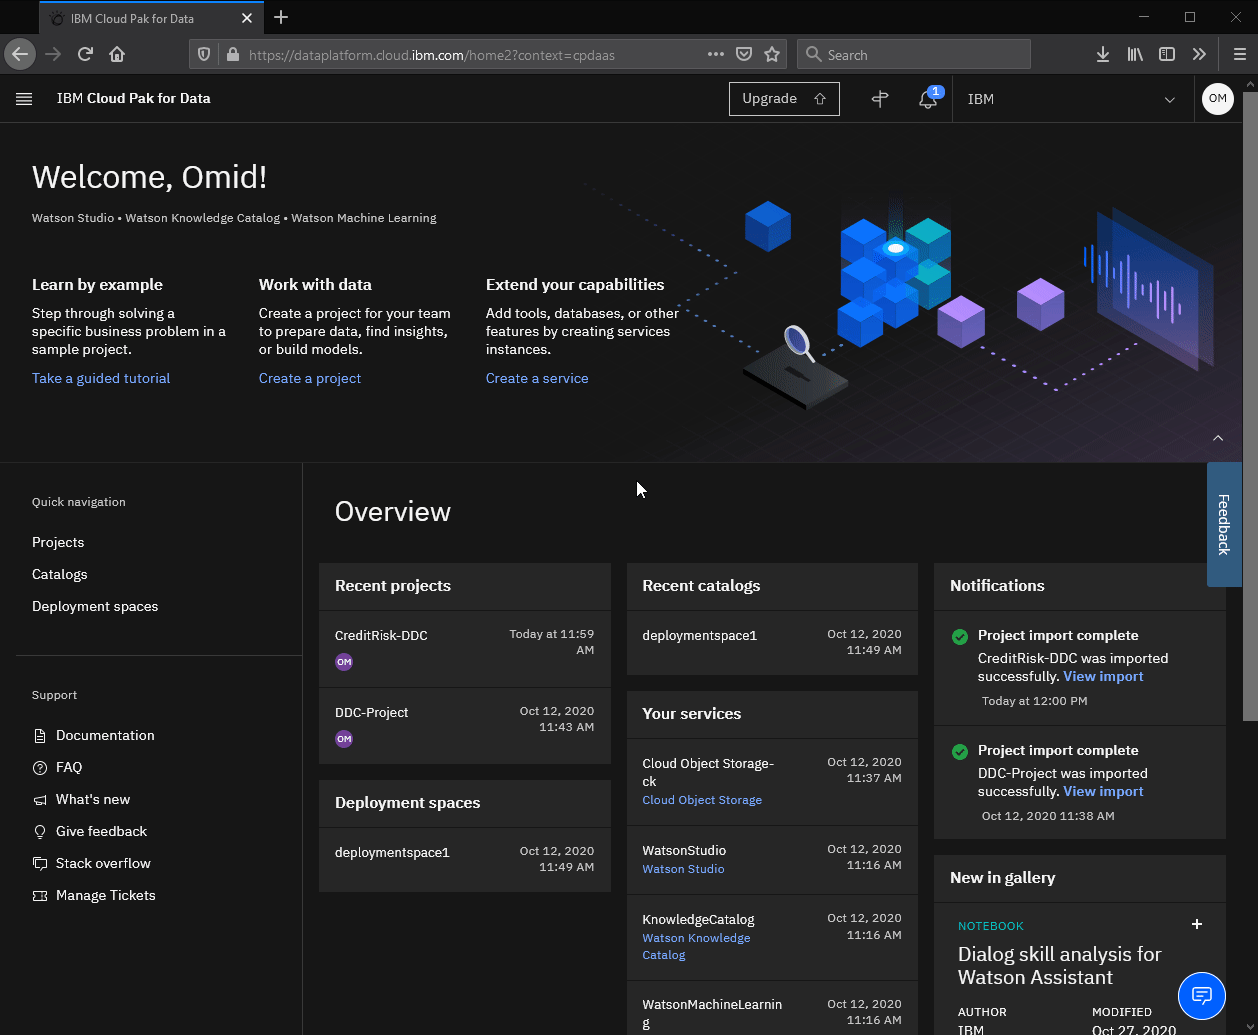 IBM Cloud Pak for Data
https://dataplatform.cloud.ibm.com/home2?context=cpdaas
Search
IBM Cloud Pak for Data
Upgrade
1
IBM
OM
Welcome, Omid!
Watson Studio • Watson Knowledge Catalog • Watson Machine Learning
Learn by example
Step through solving a
specific business problem in a
sample project.
Take a guided tutorial
Work with data
Create a project for your team
to prepare data, find insights,
or build models.
Create a project
Extend your capabilities
Add tools, databases, or other
features by creating services
instances.
Create a service
Feedback
Quick navigation
Projects
Catalogs
Deployment spaces
Support
Documentation
FAQ
What's new
Give feedback
Stack overflow
Manage Tickets
Overview
Recent projects
CreditRisk-DDC
Today at 11:59
AM
OM
DDC-Project
Oct 12, 2020
11:43 AM
OM
Deployment spaces
deploymentspace1
Oct 12, 2020
11:49 AM
Recent catalogs
deploymentspace1
Oct 12, 2020
11:49 AM
Your services
Cloud Object Storage-
ck
Cloud Object Storage
Oct 12, 2020
11:37 AM
WatsonStudio
Watson Studio
Oct 12, 2020
11:16 AM
KnowledgeCatalog
Watson Knowledge
Catalog
Oct 12, 2020
11:16 AM
WatsonMachineLearnin
g
Oct 12, 2020
11:16 AM
Notifications
Project import complete
CreditRisk-DDC was imported
successfully. View import
Today at 12:00 PM
Project import complete
DDC-Project was imported
successfully. View import
Oct 12, 2020 11:38 AM
New in gallery
NOTEBOOK
Dialog skill analysis for
Watson Assistant
AUTHOR
IBM
MODIFIED
Oct 27, 2020